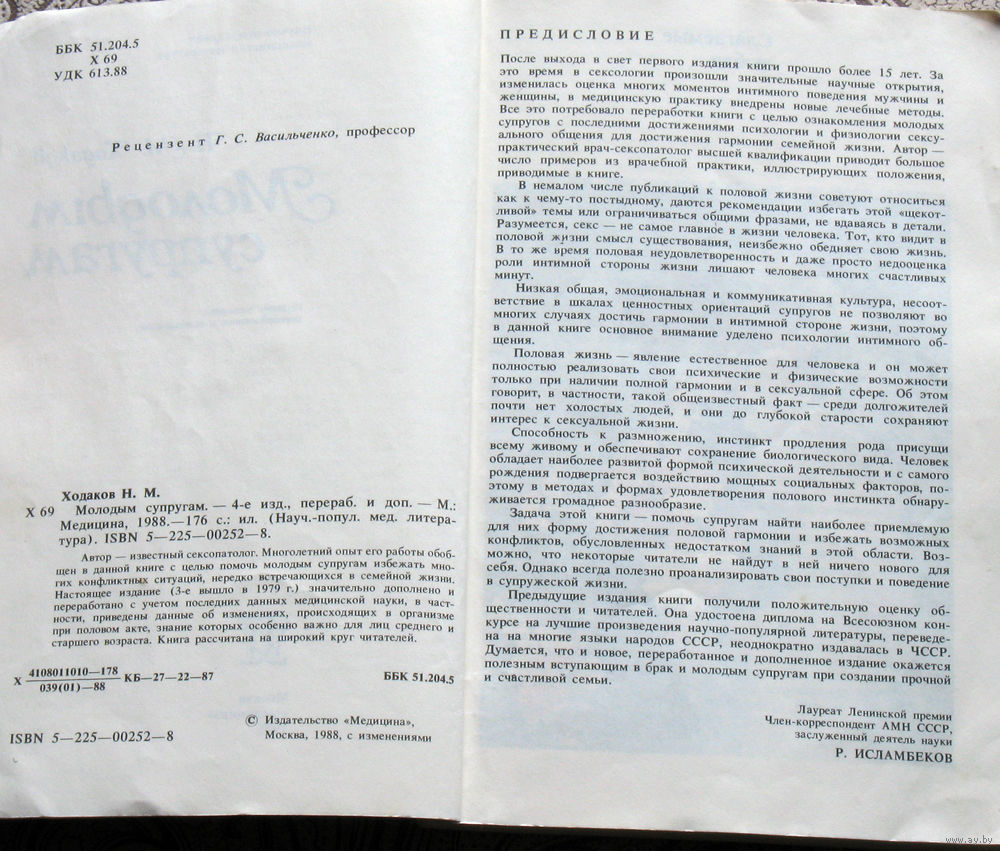 ББК 51.204.5
Х 69
УДК 613.88
Рецензент Г. С. Васильченко, профессор
Молодым
супругам
Ходаков Н. М.
Х 69 Молодым супругам. — 4-е изд., перераб. и доп. — М.:
Медицина, 1988.—176 с.: ил. (Науч.-попул. мед. литера-
тура). ISBN 5—225—00252—8.
Автор — известный сексопатолог. Многолетний опыт его работы обоб-
щен в данной книге с целью помочь молодым супругам избежать мно-
гих конфликтных ситуаций, нередко встречающихся в семейной жизни.
Настоящее издание (3-е вышло в 1979 г.) значительно дополнено и
переработано с учетом последних данных медицинской науки, в част-
ности, приведены данные об изменениях, происходящих в организме
при половом акте, знание которых особенно важно для лиц среднего и
старшего возраста. Книга рассчитана на широкий круг читателей.
Х 4108011010—178
039(01)—88 КБ—27—22—87 ББК 51.204.5
ISBN 5—225—00252—8
© Издательство «Медицина»,
Москва, 1988, с изменениями
ПРЕДИСЛОВИЕ
После выхода в свет первого издания книги прошло более 15 лет. За
это время в сексологии произошли значительные научные открытия,
изменилась оценка многих моментов интимного поведения мужчины и
женщины, в медицинскую практику внедрены новые лечебные методы.
Все это потребовало переработки книги с целью ознакомления молодых
супругов с последними достижениями психологии и физиологии сексу-
ального общения для достижения гармонии семейной жизни. Автор —
практический врач-сексопатолог высшей квалификации приводит большое
число примеров из врачебной практики, иллюстрирующих положения,
приводимые в книге.
В немалом числе публикаций к половой жизни советуют относиться
как к чему-то постыдному, даются рекомендации избегать этой «щекот-
ливой» темы или ограничиваться общими фразами, не вдаваясь в детали.
Разумеется, секс — не самое главное в жизни человека. Тот, кто видит в
половой жизни смысл существования, неизбежно обедняет свою жизнь.
В то же время половая неудовлетворенность и даже просто недооценка
роли интимной стороны жизни лишают человека многих счастливых
минут.
Низкая общая, эмоциональная и коммуникативная культура, несоот-
ветствие в шкалах ценностных ориентаций супругов не позволяют во
многих случаях достичь гармонии в интимной стороне жизни, поэтому
в данной книге основное внимание уделено психологии интимного об-
щения.
Половая жизнь — явление естественное для человека и он может
полностью реализовать свои психические и физические возможности
только при наличии полной гармонии и в сексуальной сфере. Об этом
говорит, в частности, такой общеизвестный факт — среди долгожителей
почти нет холостых людей, и они до глубокой старости сохраняют
интерес к сексуальной жизни.
Способность к размножению, инстинкт продления рода присущи
всему живому и обеспечивают сохранение биологического вида. Человек
обладает наиболее развитой формой психической деятельности и с самого
рождения подвергается воздействию мощных социальных факторов, по-
этому в методах и формах удовлетворения полового инстинкта обнару-
живается громадное разнообразие.
Задача этой книги — помочь супругам найти наиболее приемлемую
для них форму достижения половой гармонии и избежать возможных
конфликтов, обусловленных недостатком знаний в этой области. Воз-
можно, что некоторые читатели не найдут в ней ничего нового для
себя. Однако всегда полезно проанализировать свои поступки и поведение
в супружеской жизни.
Предыдущие издания книги получили положительную оценку об-
щественности и читателей. Она удостоена диплома на Всесоюзном кон-
курсе на лучшие произведения научно-популярной литературы, переведе-
на на многие языки народов СССР, неоднократно издавалась в ЧССР.
Думается, что и новое, переработанное и дополненное издание окажется
полезным вступающим в брак и молодым супругам при создании прочной
и счастливой семьи.
Лауреат Ленинской премии
Член-корреспондент АМН СССР,
заслуженный деятель науки
Р. ИСЛАМБЕКОВ
www.ay.by